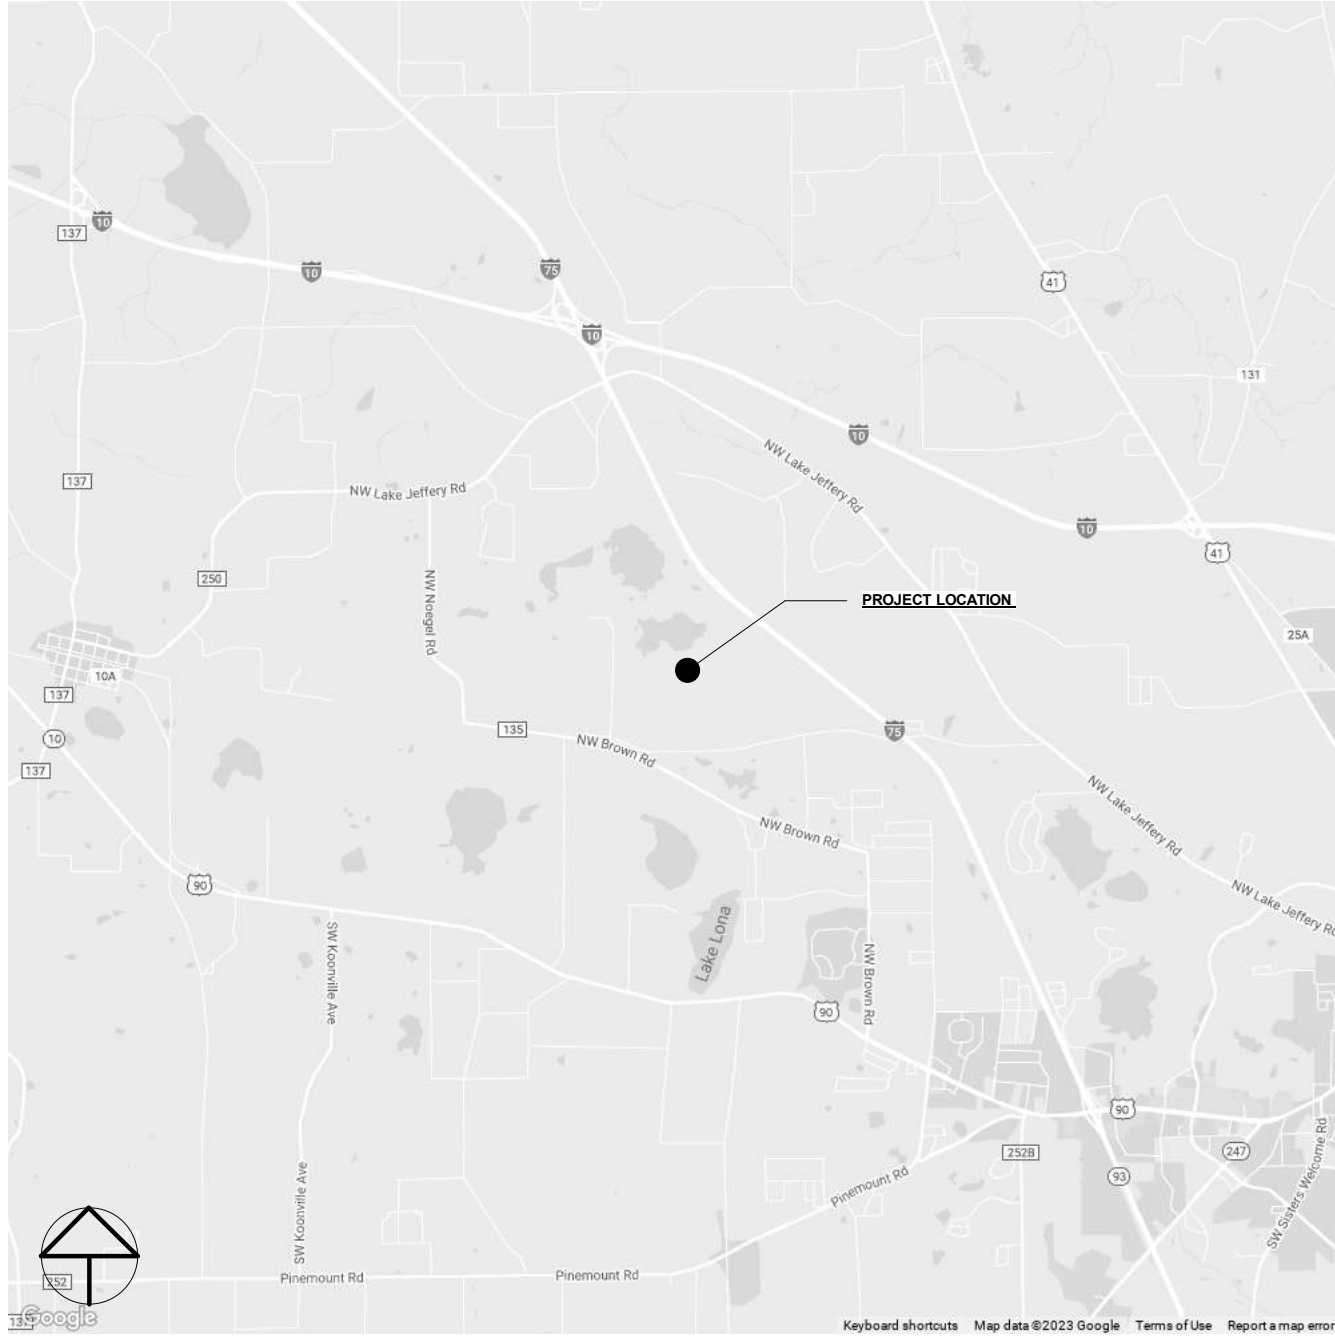 10
137
10
75
10
41
131
10
NW Lake Jeffery Rd
137
NW Lake Jeffery Rd
10
41
250
NW Noegel Rd
PROJECT LOCATION
25A
10A
137
10
135
NW Brown Rd
75
137
NW Lake Jeffery Rd
NW Brown Rd
90
NW Lake Jeffery Rd
Lake Lona
SW Koonville Ave
NW Brown Rd
90
90
252B
247
93
Pinemount Rd
SW Sisters Welcome Rd
SW Koonville Ave
252
Pinemount Rd
Pinemount Rd
Google
Keyboard shortcuts Map data ©2023 Google Terms of Use Report a map error